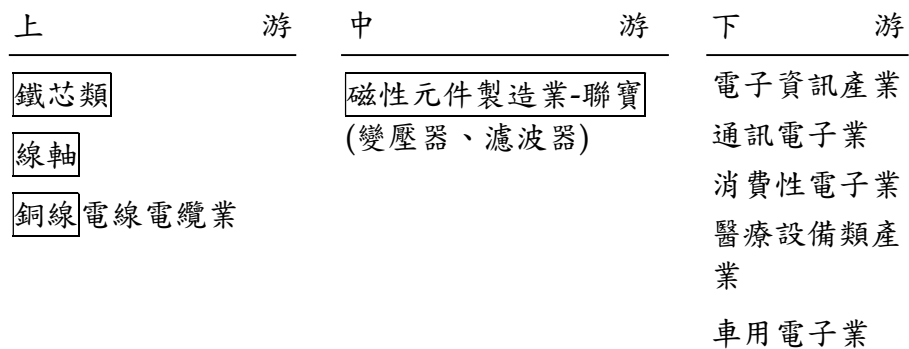 上游
中游
下游
鐵芯類
線軸
銅線電線電纜業
磁性元件製造業-聯寶
(變壓器、濾波器)
電子資訊產業
通訊電子業
消費性電子業
醫療設備類產
業
車用電子業